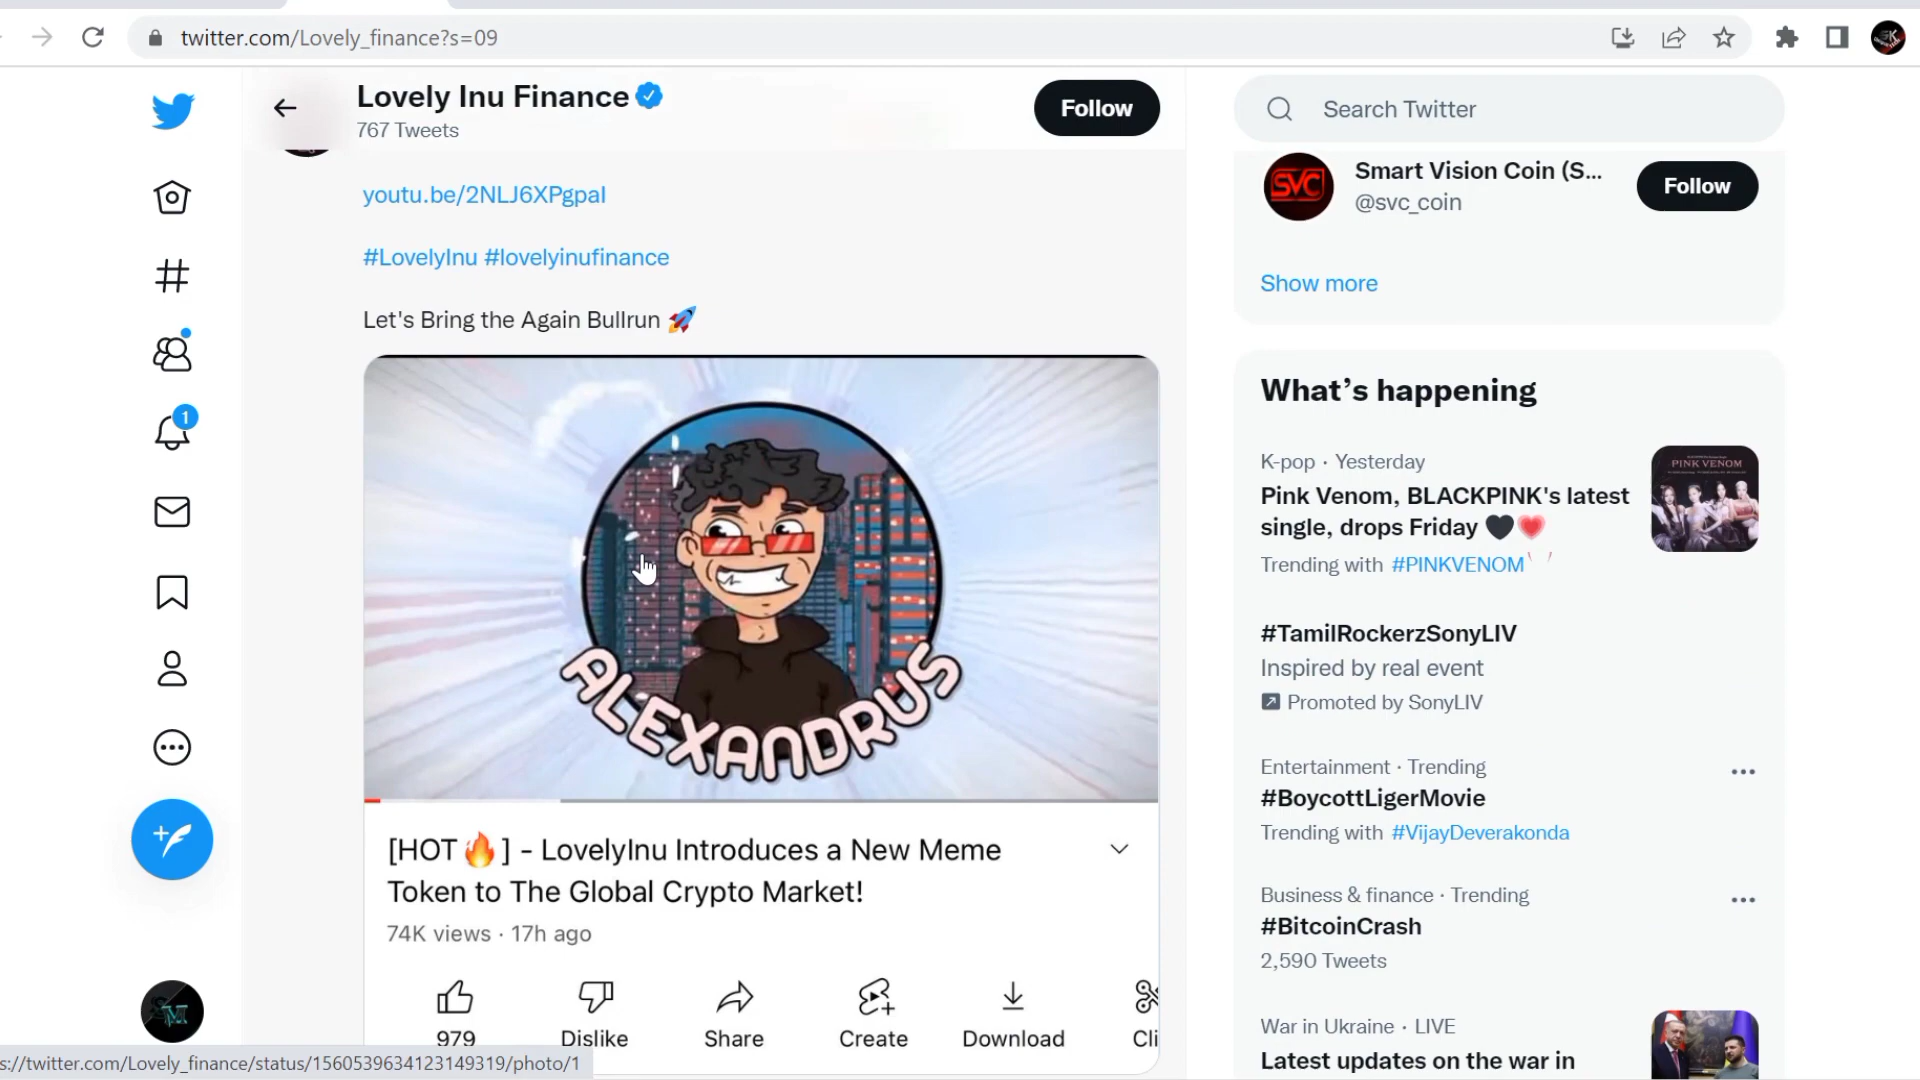 twitter.com/Lovely_finance?s=09
Lovely Inu Finance
767 Tweets
Follow
Search Twitter
youtu.be/2NLJ6XPgpaI
#LovelyInu #lovelyinufinance
Let's Bring the Again Bullrun 🚀
ALEXANDRUS
[HOT🔥] - LovelyInu Introduces a New Meme
Token to The Global Crypto Market!
74K views · 17h ago
979
Dislike
Share
Create
Download
Cli
SVC
Smart Vision Coin (S...
@svc_coin
Follow
Show more
What's happening
K-pop · Yesterday
Pink Venom, BLACKPINK's latest
single, drops Friday 🖤💗
Trending with #PINKVENOM
PINK VENOM
#TamilRockerzSonyLIV
Inspired by real event
Promoted by SonyLIV
Entertainment · Trending
#BoycottLigerMovie
Trending with #VijayDeverakonda
Business & finance · Trending
#BitcoinCrash
2,590 Tweets
War in Ukraine · LIVE
Latest updates on the war in
1
s://twitter.com/Lovely_finance/status/1560539634123149319/photo/1